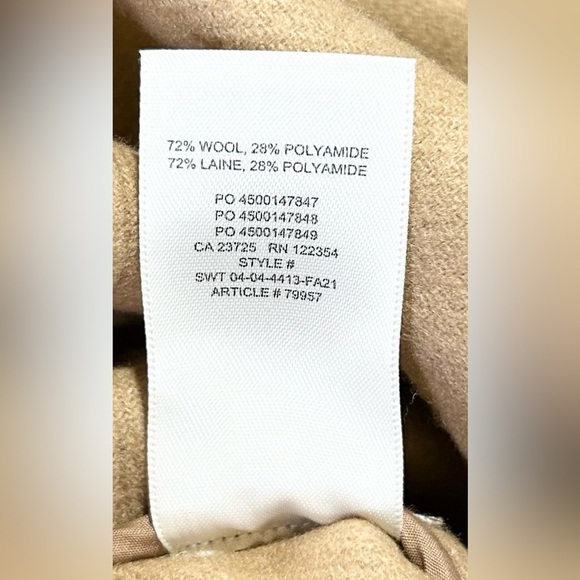 72% WOOL, 28% POLYAMIDE
72% LAINE, 28% POLYAMIDE
PO 4500147847
PO 4500147848
PO 4500147849
CA 23725 RN 122354
STYLE #
SWT 04-04-4413-FA21
ARTICLE # 79957